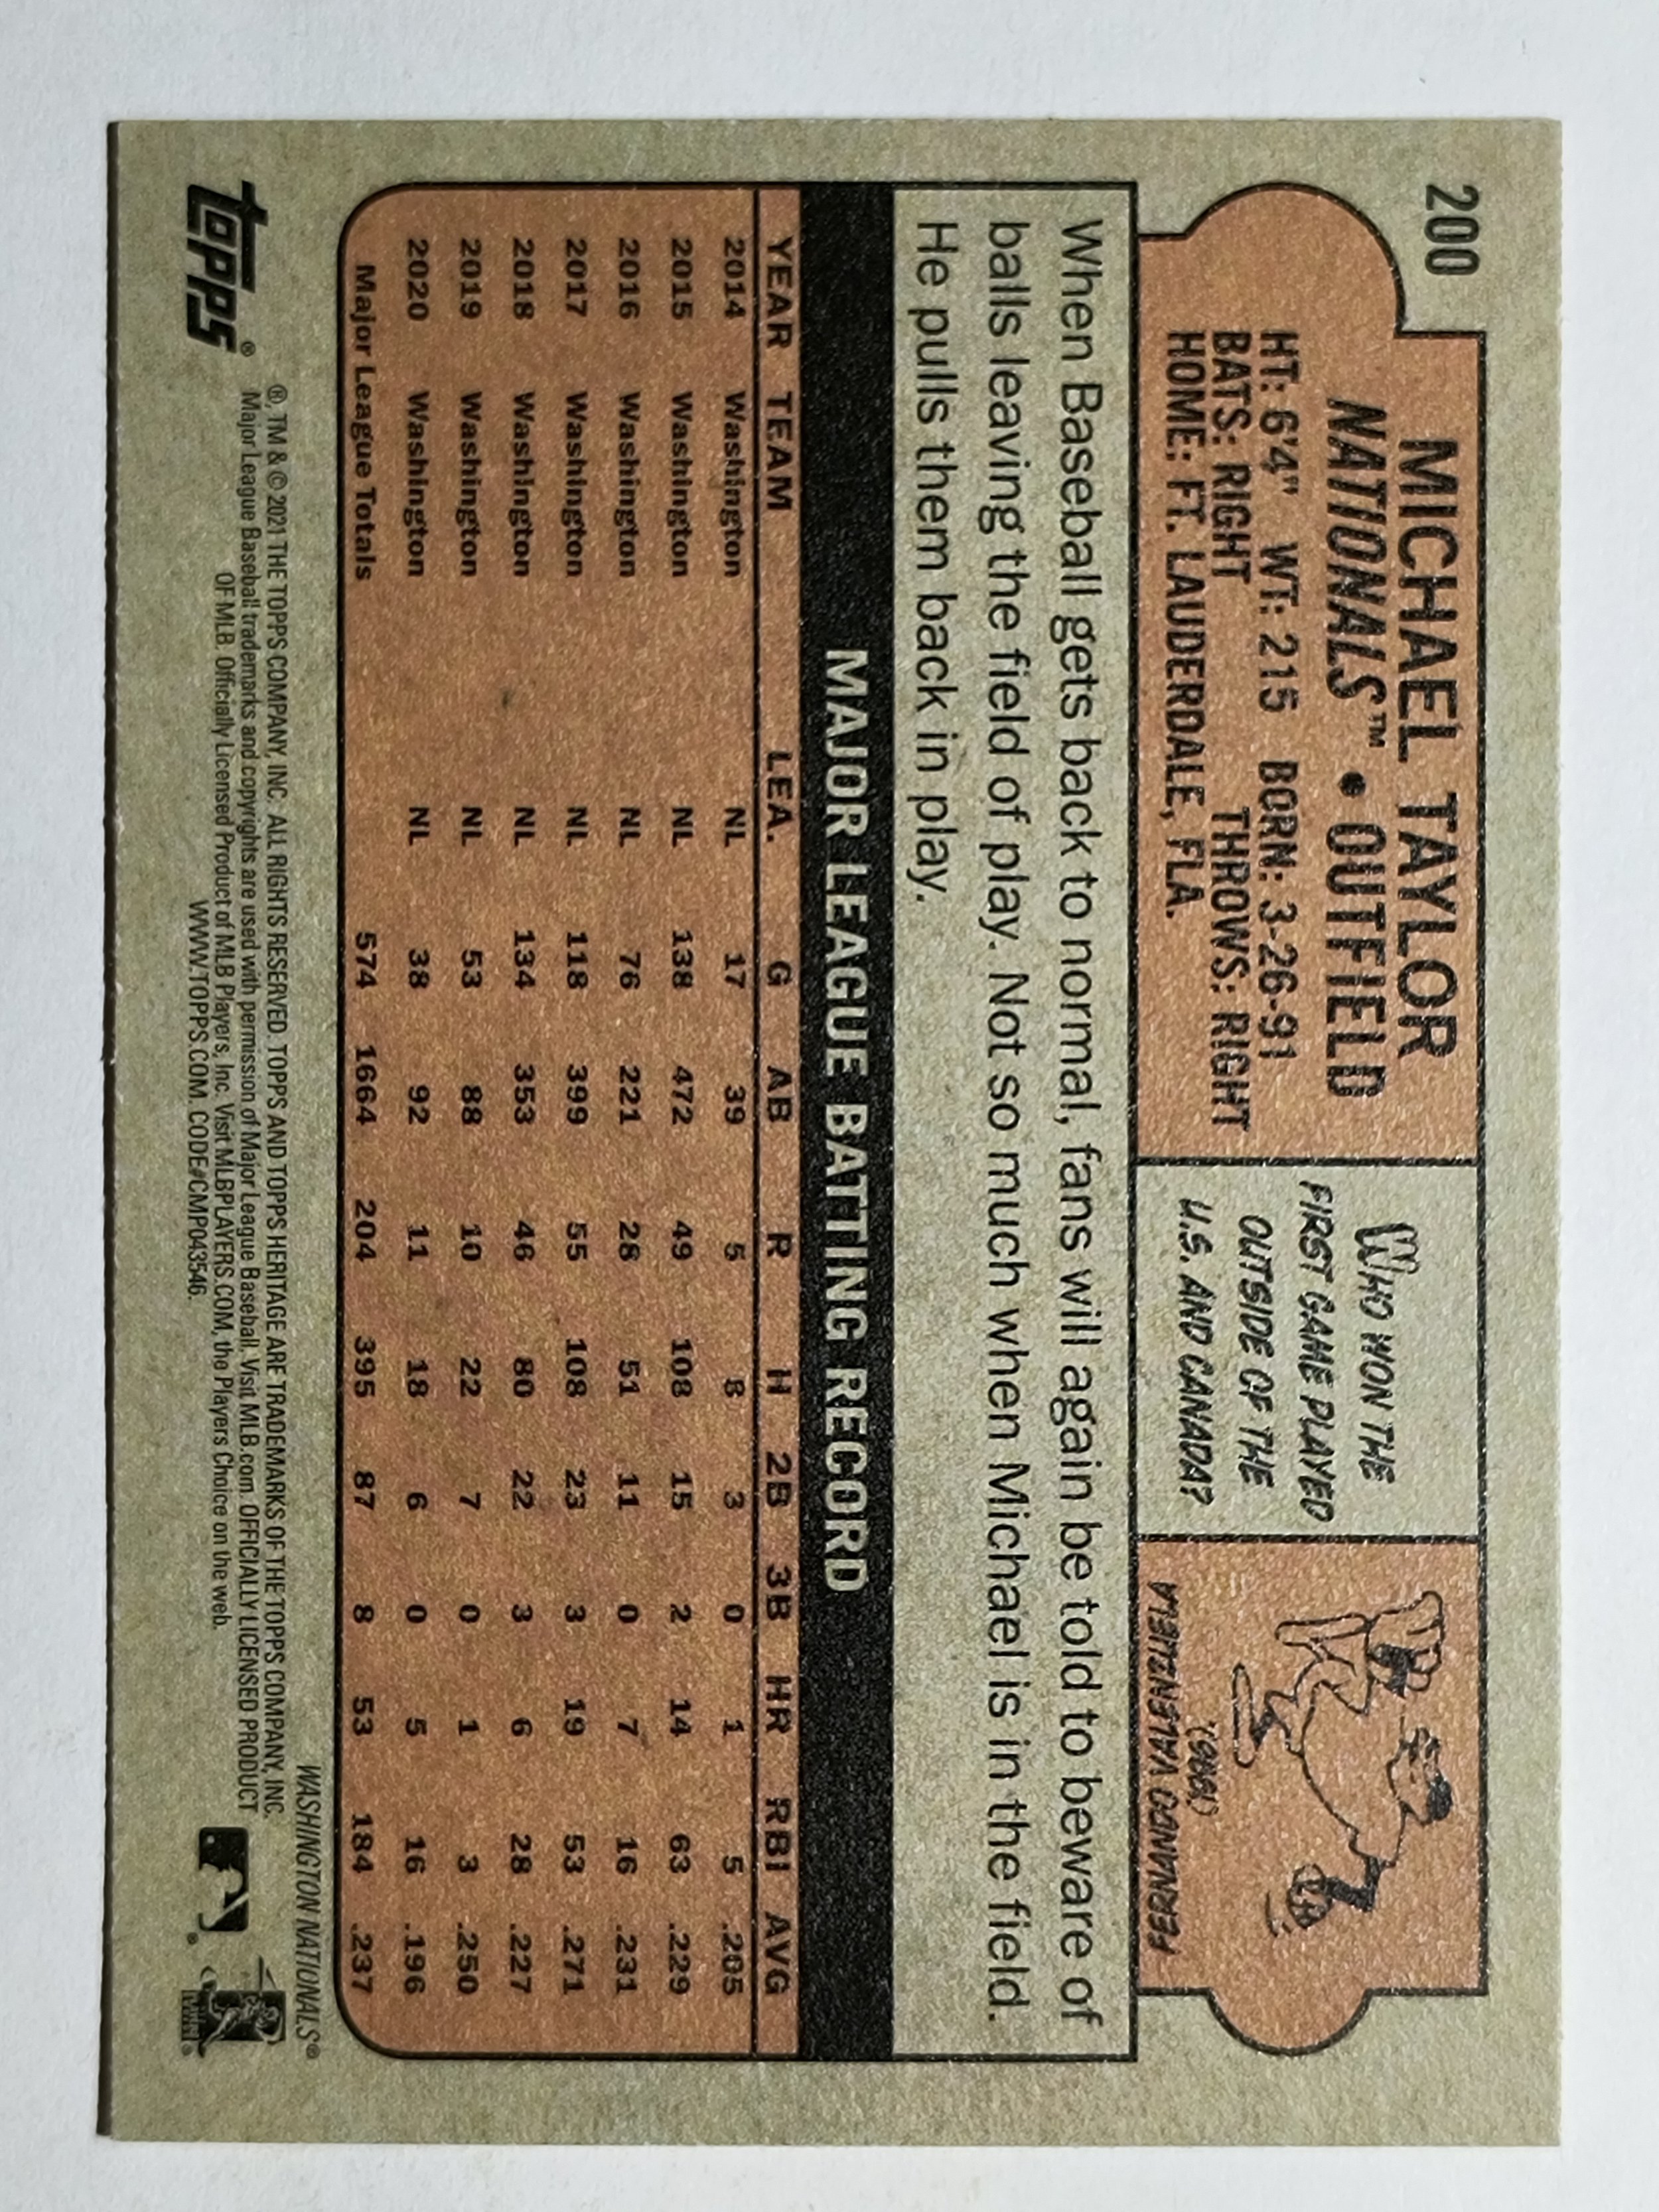 200
MICHAEL TAYLOR
NATIONALS™ • OUTFIELD
HT: 6'4" WT: 215 BORN: 3-26-91
BATS: RIGHT THROWS: RIGHT
HOME: FT. LAUDERDALE, FLA.
WHO WON THE
FIRST GAME PLAYED
OUTSIDE OF THE
U.S. AND CANADA?
FERNANDO VALENZUELA
(1996)
When Baseball gets back to normal, fans will again be told to beware of
balls leaving the field of play. Not so much when Michael is in the field.
He pulls them back in play.
MAJOR LEAGUE BATTING RECORD
YEAR TEAM LEA. G AB R H 2B 3B HR RBI AVG
2014 Washington NL 17 39 5 8 3 0 1 5 .205
2015 Washington NL 138 472 49 108 15 2 14 63 .229
2016 Washington NL 76 221 28 51 11 0 7 16 .231
2017 Washington NL 118 399 55 108 23 3 19 53 .271
2018 Washington NL 134 353 46 80 22 3 6 28 .227
2019 Washington NL 53 88 10 22 7 0 1 3 .250
2020 Washington NL 38 92 11 18 6 0 5 16 .196
Major League Totals 574 1664 204 395 87 8 53 184 .237
WASHINGTON NATIONALS®
topps®
®, TM & © 2021 THE TOPPS COMPANY, INC. ALL RIGHTS RESERVED. TOPPS AND TOPPS HERITAGE ARE TRADEMARKS OF THE TOPPS COMPANY, INC.
Major League Baseball trademarks and copyrights are used with permission of Major League Baseball. Visit MLB.com. OFFICIALLY LICENSED PRODUCT
OF MLB. Officially Licensed Product of MLB Players, Inc. Visit MLBPLAYERS.COM, the Players Choice on the web.
WWW.TOPPS.COM. CODE#CMP043546.